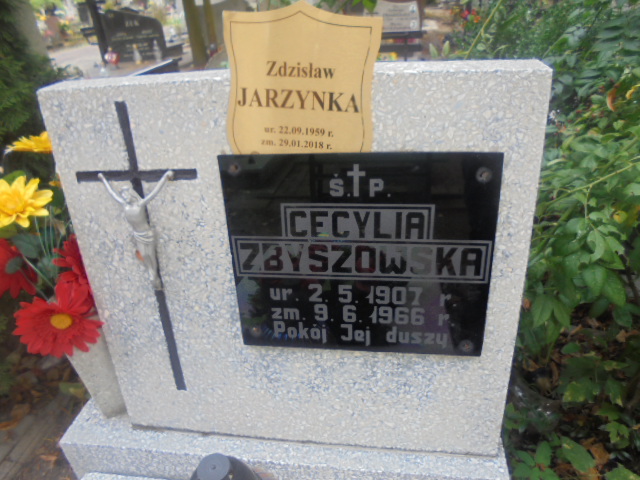 ŻUK
Zdzisław
JARZYNKA
ur. 22.09.1959 r.
zm. 29.01.2018 r.
Ś.†P.
CECYLIA
ZBYSZOWSKA
ur. 2. 5. 1907 r.
zm. 9. 6. 1966 r.
Pokój Jej duszy